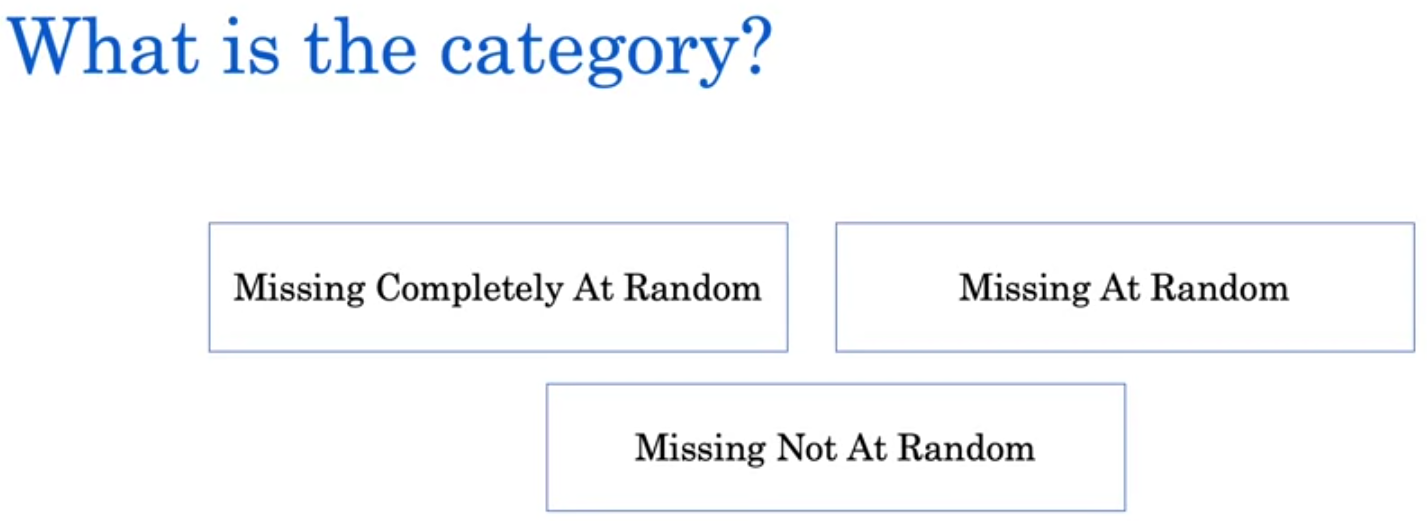 What is the category?
Missing Completely At Random
Missing At Random
Missing Not At Random